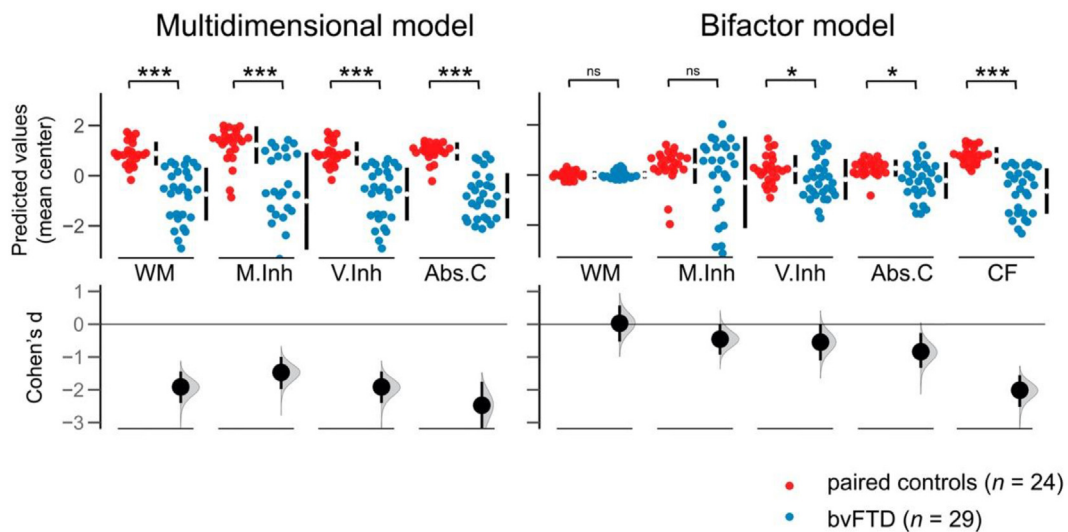 Multidimensional model
Bifactor model
*** *** *** ***
ns ns * * ***
Predicted values
(mean center)
2
0
−2
WM M.Inh V.Inh Abs.C
WM M.Inh V.Inh Abs.C CF
Cohen's d
1
0
−1
−2
−3
paired controls (n = 24)
bvFTD (n = 29)